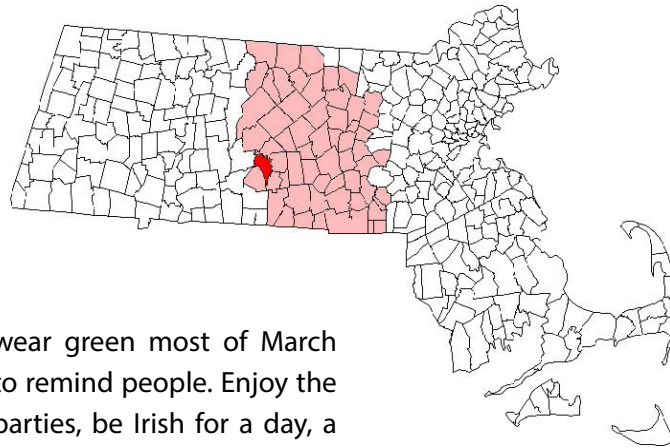 wear green most of March
to remind people. Enjoy the
parties, be Irish for a day, a